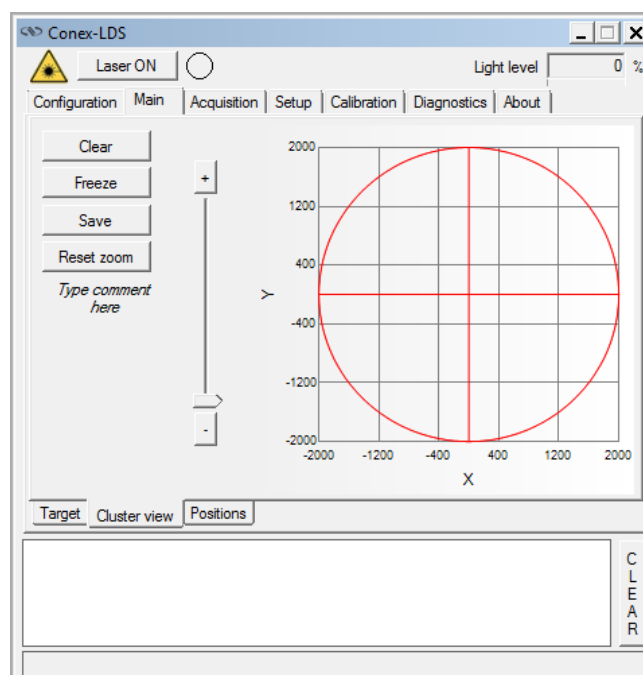 Conex-LDS
Laser ON
Light level 0 %
Configuration Main Acquisition Setup Calibration Diagnostics About
Clear
Freeze
Save
Reset zoom
Type comment
here
+
-
2000
1200
400
-400
-1200
-2000
Y
-2000 -1200 -400 400 1200 2000
X
Target Cluster view Positions
C
L
E
A
R